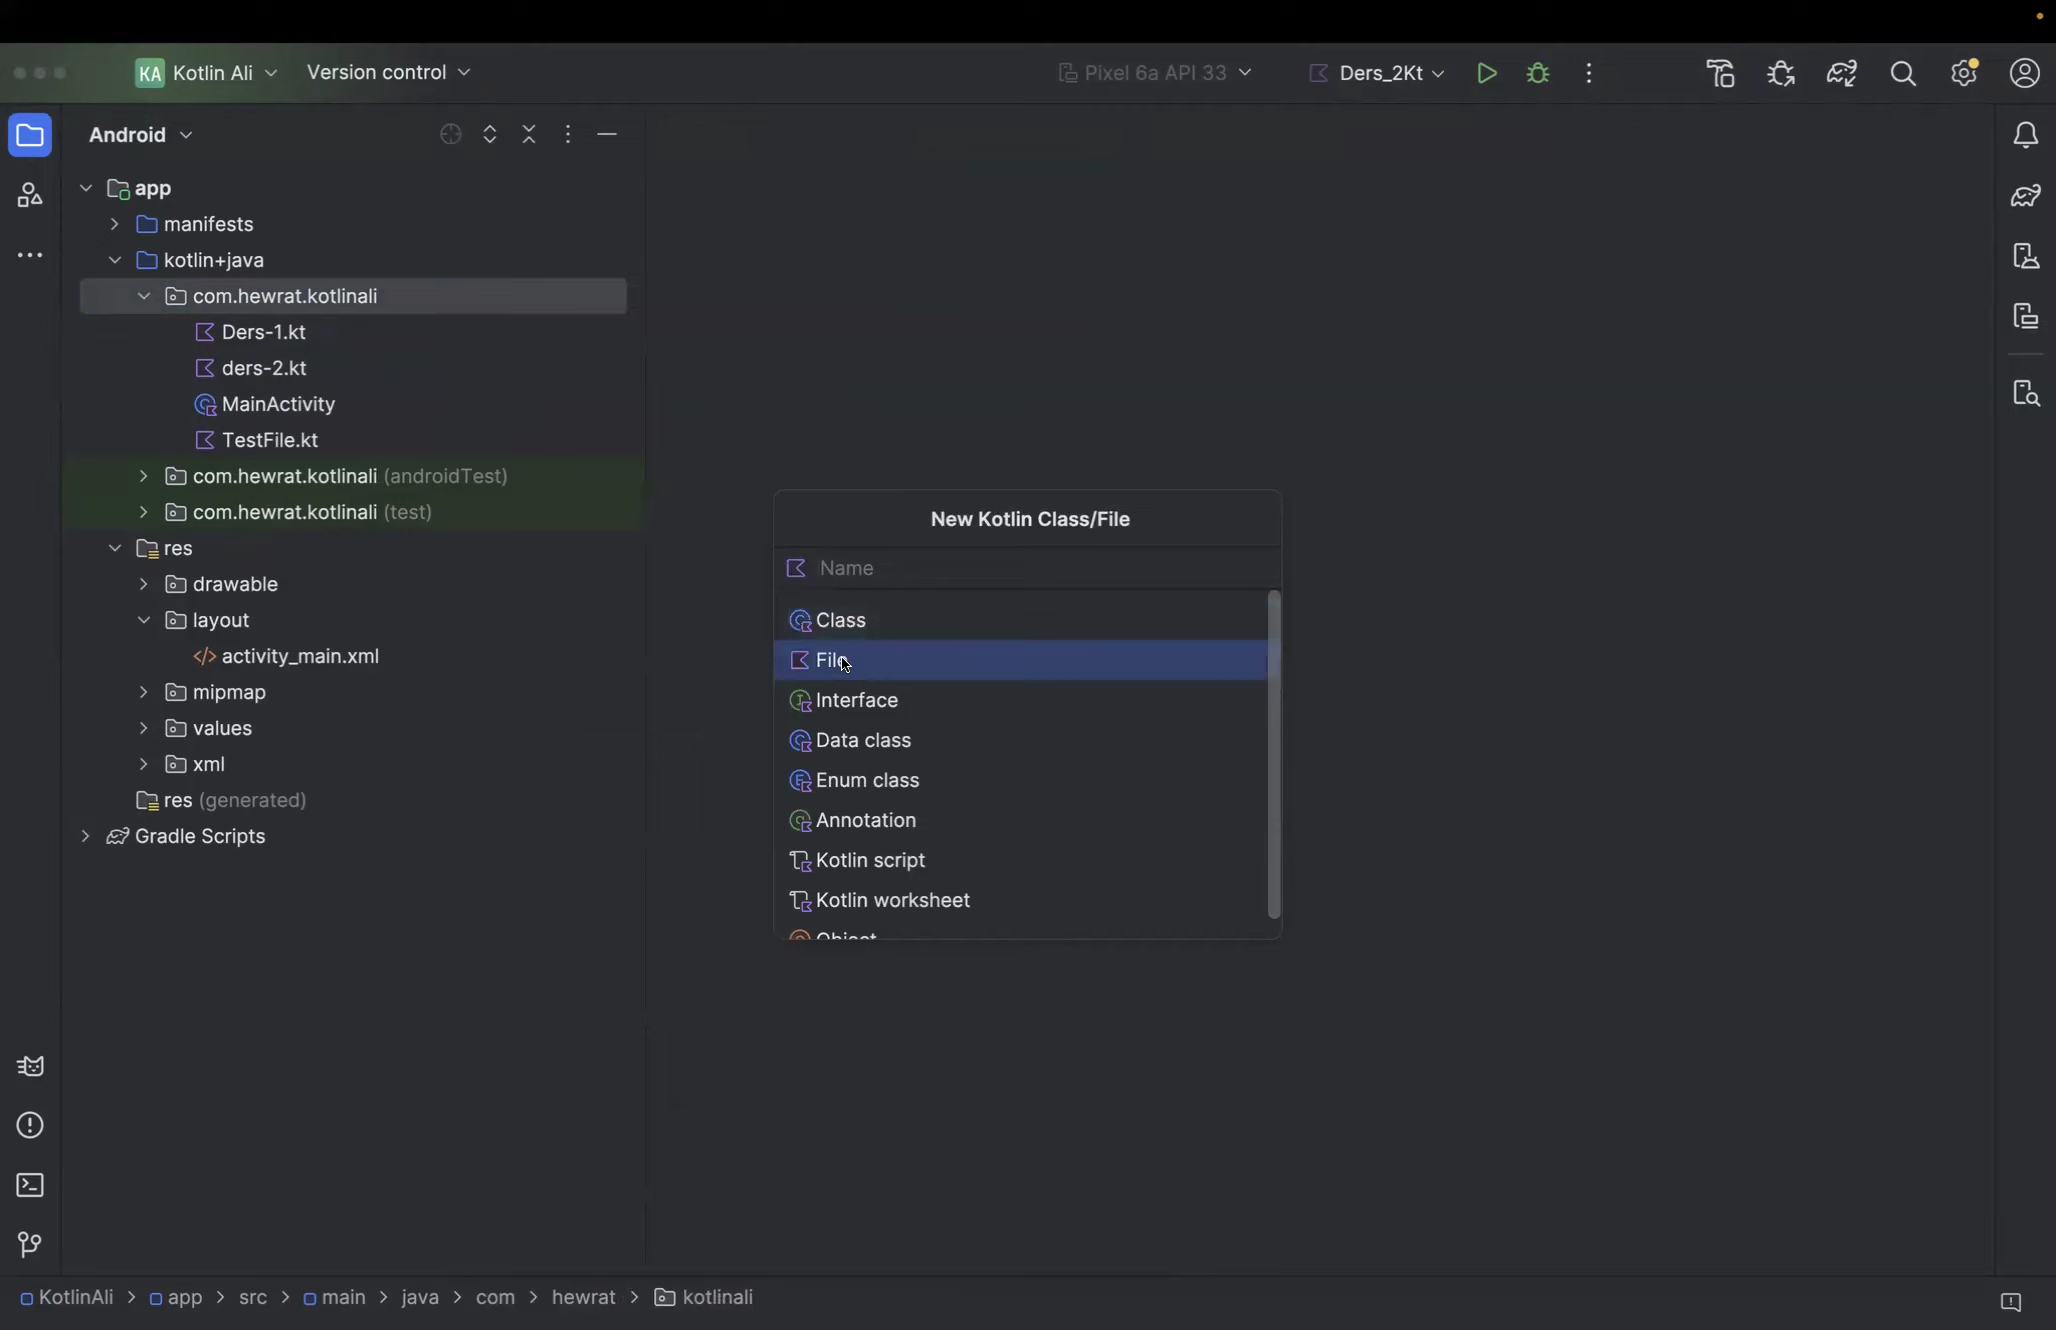 KA Kotlin Ali Version control Pixel 6a API 33 Ders_2Kt
Android
app
manifests
kotlin+java
com.hewrat.kotlinali
Ders-1.kt
ders-2.kt
MainActivity
TestFile.kt
com.hewrat.kotlinali (androidTest)
com.hewrat.kotlinali (test)
res
drawable
layout
activity_main.xml
mipmap
values
xml
res (generated)
Gradle Scripts
New Kotlin Class/File
Name
Class
File
Interface
Data class
Enum class
Annotation
Kotlin script
Kotlin worksheet
Object
KotlinAli > app > src > main > java > com > hewrat > kotlinali